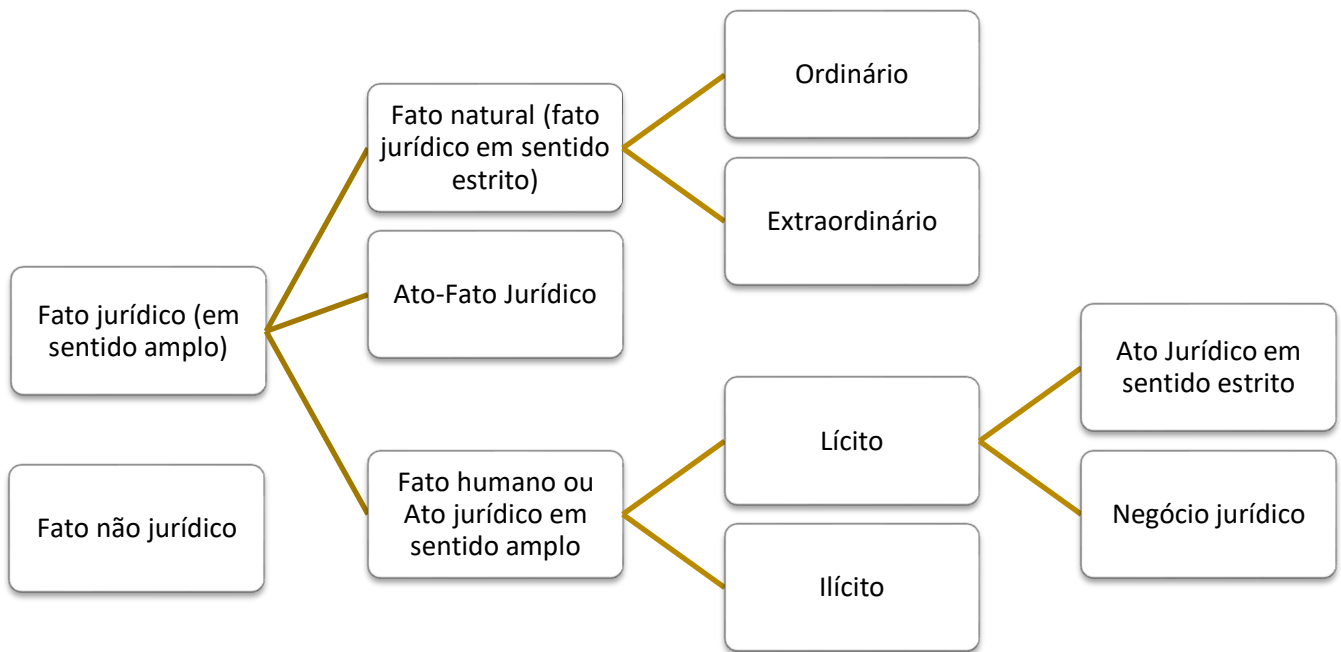 Fato jurídico (em
sentido amplo)
Fato natural (fato
jurídico em sentido
estrito)
Ordinário
Extraordinário
Ato-Fato Jurídico
Fato humano ou
Ato jurídico em
sentido amplo
Lícito
Ato Jurídico em
sentido estrito
Negócio jurídico
Ilícito
Fato não jurídico